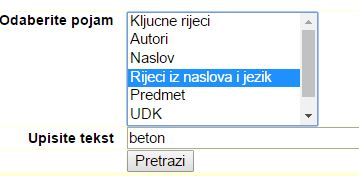 Odaberite pojam
Kljucne rijeci
Autori
Naslov
Rijeci iz naslova i jezik
Predmet
UDK
Upisite tekst beton
Pretrazi